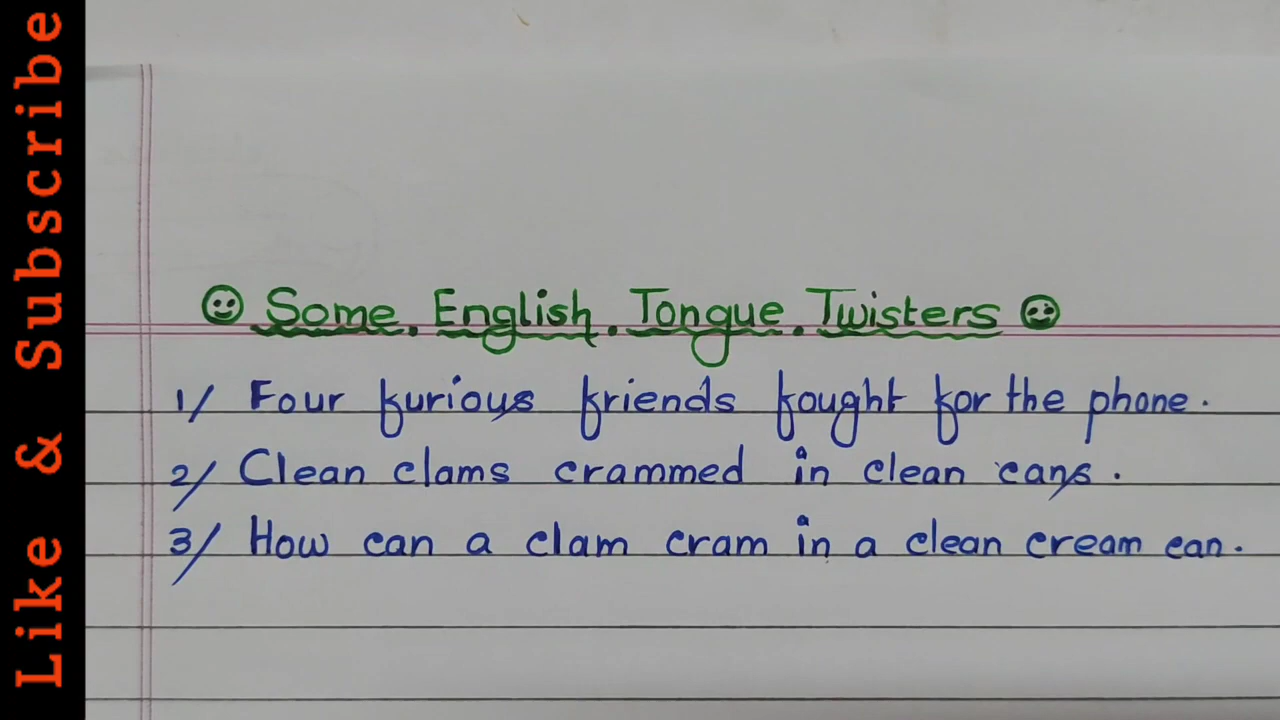 Like & Subscribe
☺ Some. English. Tongue. Twisters ☺
1/ Four furious friends fought for the phone.
2/ Clean clams crammed in clean cans.
3/ How can a clam cram in a clean cream can.